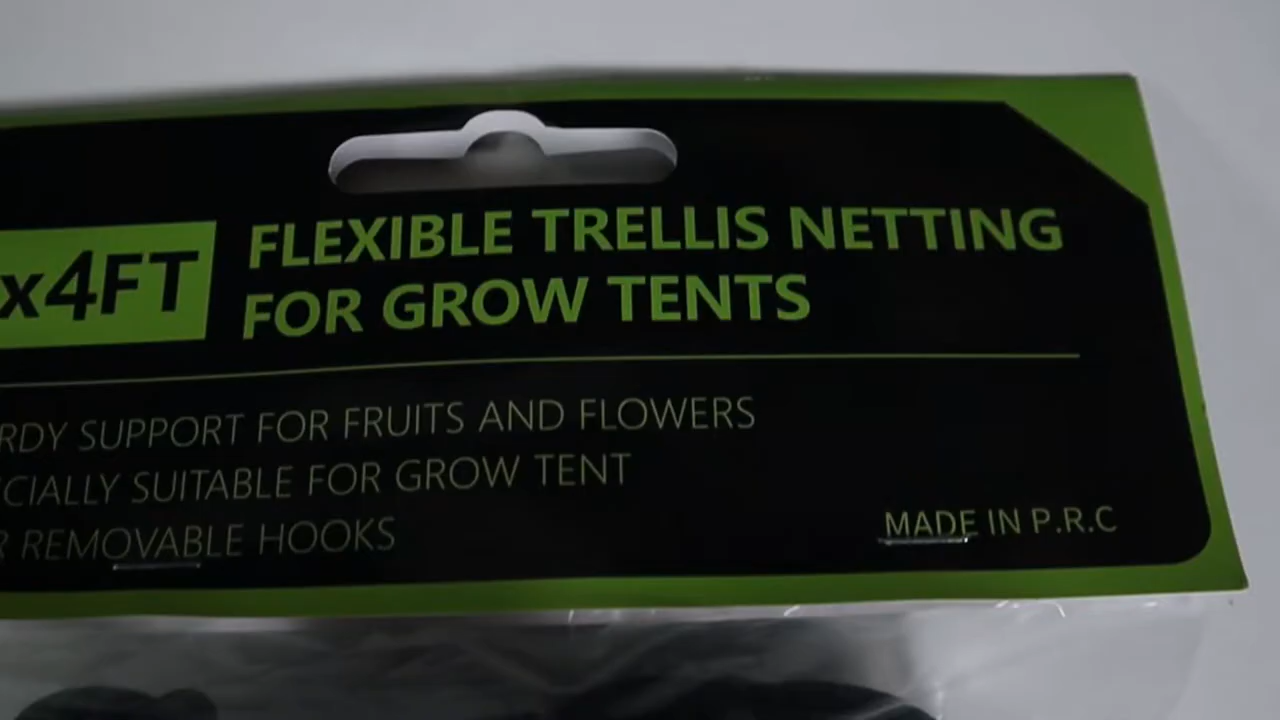 x4FT
FLEXIBLE TRELLIS NETTING
FOR GROW TENTS
RDY SUPPORT FOR FRUITS AND FLOWERS
CIALLY SUITABLE FOR GROW TENT
R REMOVABLE HOOKS
MADE IN P.R.C